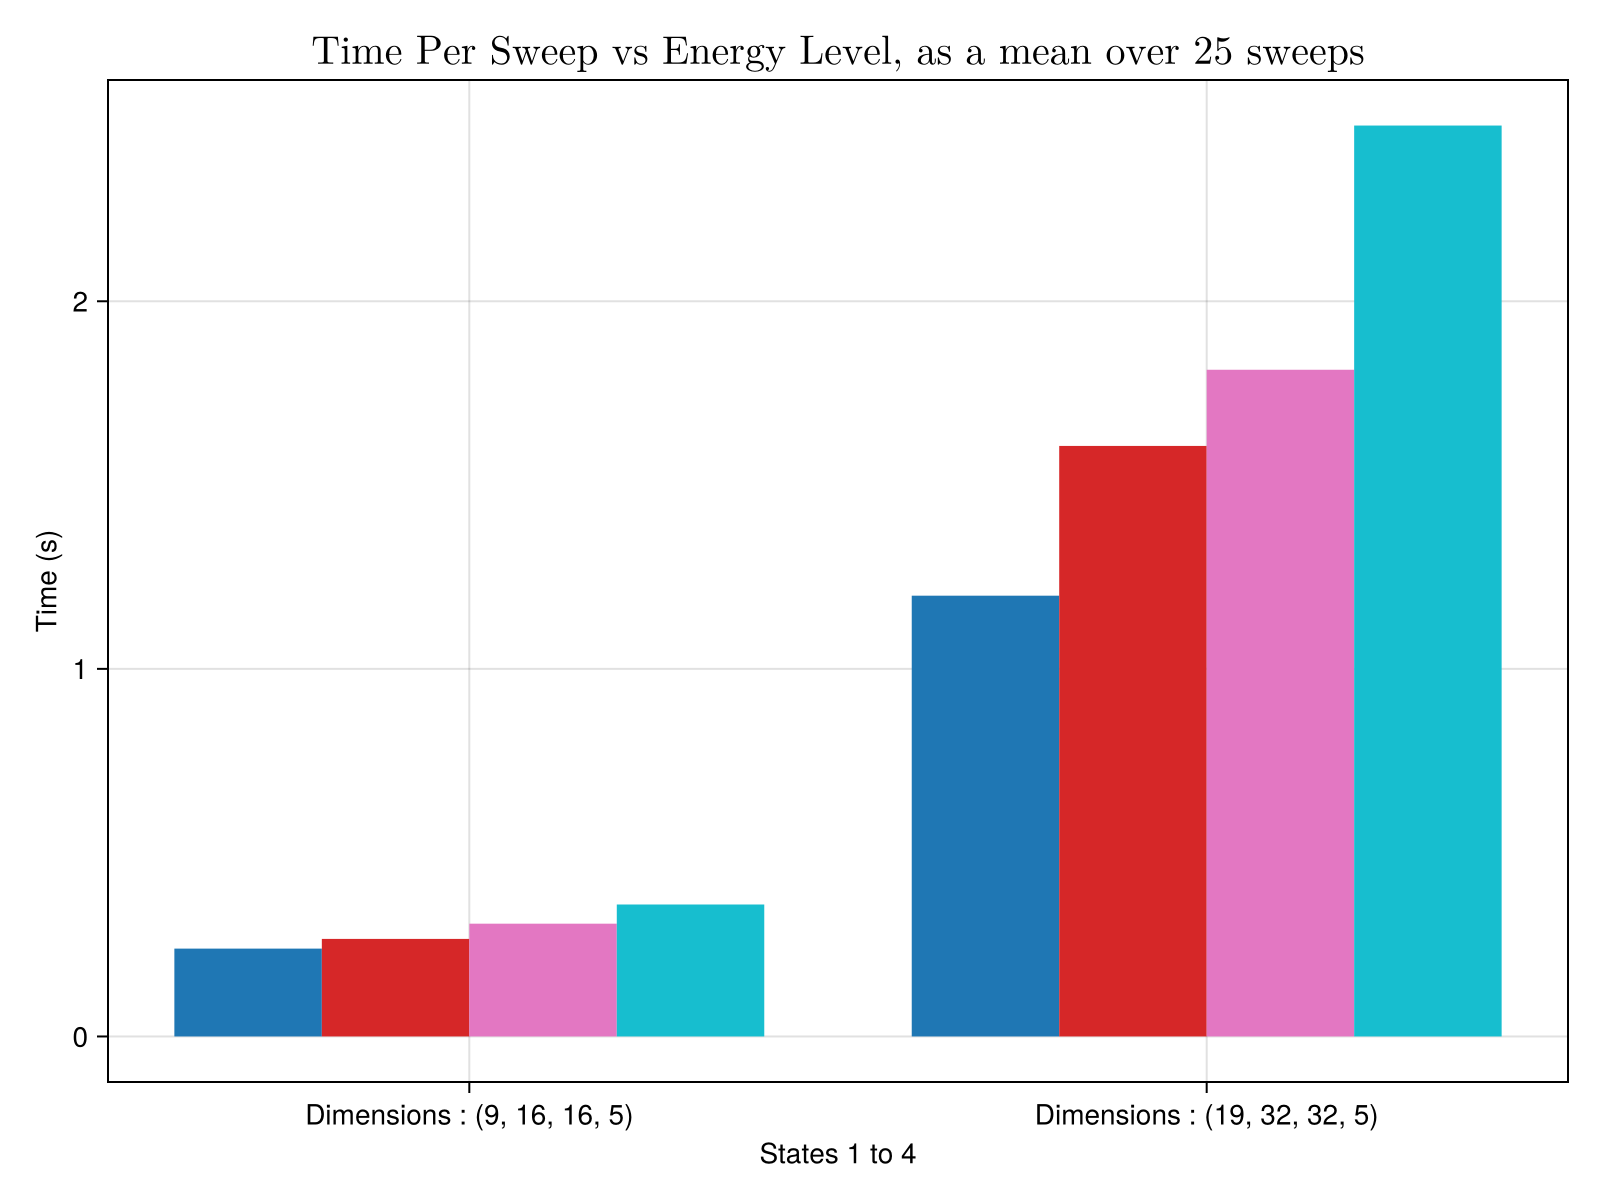 Time Per Sweep vs Energy Level, as a mean over 25 sweeps
Time (s)
2
1
0
Dimensions : (9, 16, 16, 5)
Dimensions : (19, 32, 32, 5)
States 1 to 4